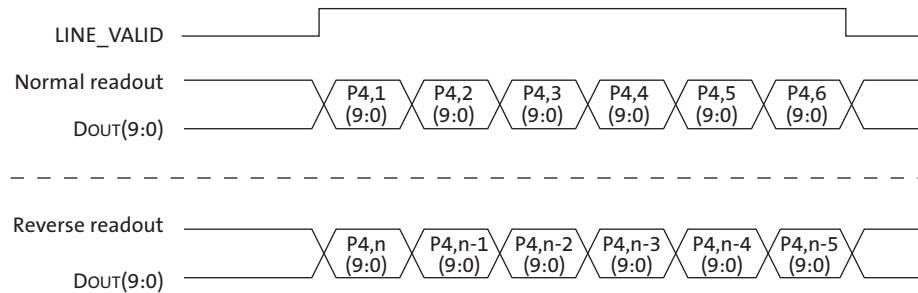 LINE_VALID
Normal readout
P4,1 P4,2 P4,3 P4,4 P4,5 P4,6
(9:0) (9:0) (9:0) (9:0) (9:0) (9:0)
DOUT(9:0)
Reverse readout
P4,n P4,n-1 P4,n-2 P4,n-3 P4,n-4 P4,n-5
(9:0) (9:0) (9:0) (9:0) (9:0) (9:0)
DOUT(9:0)